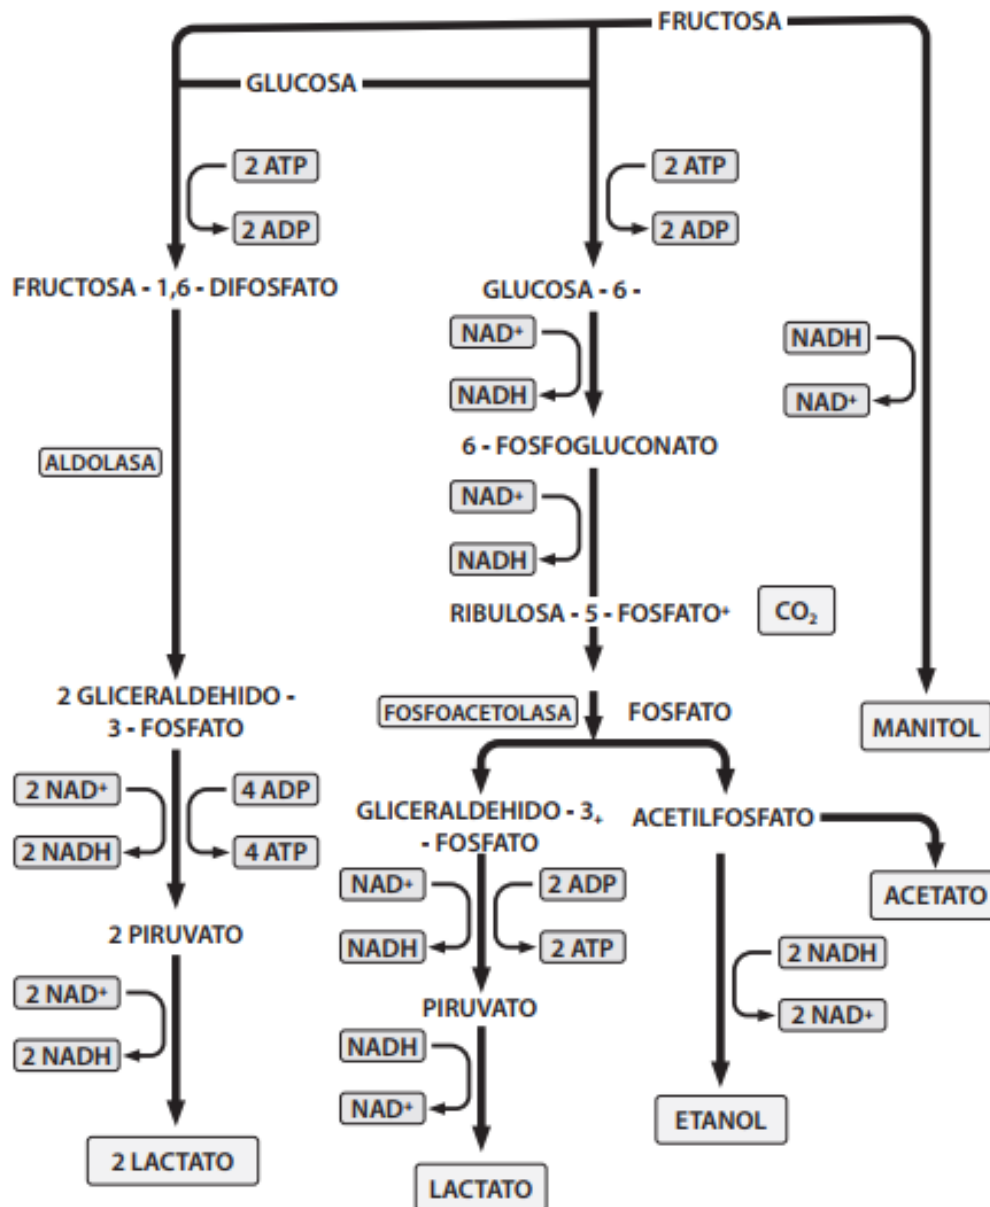 FRUCTOSA
GLUCOSA
2 ATP
2 ADP
FRUCTOSA - 1,6 - DIFOSFATO
ALDOLASA
2 GLICERALDEHIDO -
3 - FOSFATO
2 NAD⁺
2 NADH
4 ADP
4 ATP
2 PIRUVATO
2 NAD⁺
2 NADH
2 LACTATO
2 ATP
2 ADP
GLUCOSA - 6 -
NAD⁺
NADH
6 - FOSFOGLUCONATO
NAD⁺
NADH
RIBULOSA - 5 - FOSFATO⁺
CO₂
FOSFOACETOLASA
FOSFATO
GLICERALDEHIDO - 3₊
- FOSFATO
NAD⁺
NADH
2 ADP
2 ATP
PIRUVATO
NADH
NAD⁺
LACTATO
ACETILFOSFATO
ACETATO
2 NADH
2 NAD⁺
ETANOL
NADH
NAD⁺
MANITOL